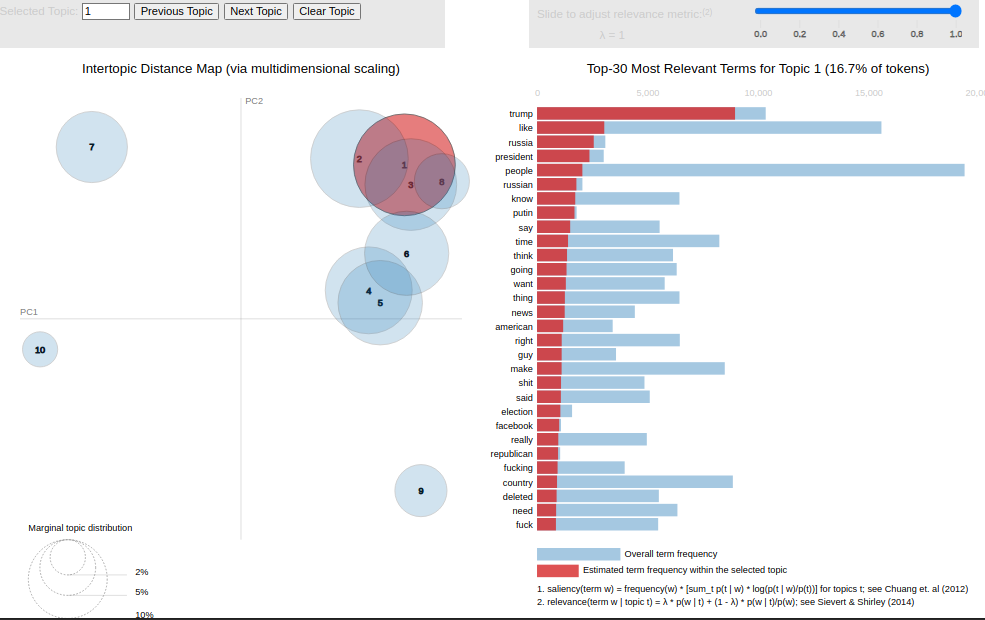 Selected Topic: 1 Previous Topic Next Topic Clear Topic
Slide to adjust relevance metric:(2)
λ = 1
0.0 0.2 0.4 0.6 0.8 1.0
Intertopic Distance Map (via multidimensional scaling)
PC2
PC1
7
2
1
3
8
6
4
5
10
9
Marginal topic distribution
2%
5%
10%
Top-30 Most Relevant Terms for Topic 1 (16.7% of tokens)
0 5,000 10,000 15,000
trump
like
russia
president
people
russian
know
putin
say
time
think
going
want
thing
news
american
right
guy
make
shit
said
election
facebook
really
republican
fucking
country
deleted
need
fuck
Overall term frequency
Estimated term frequency within the selected topic
1. saliency(term w) = frequency(w) * [sum_t p(t | w) * log(p(t | w)/p(t))] for topics t; see Chuang et. al (2012)
2. relevance(term w | topic t) = λ * p(w | t) + (1 - λ) * p(w | t)/p(w); see Sievert & Shirley (2014)